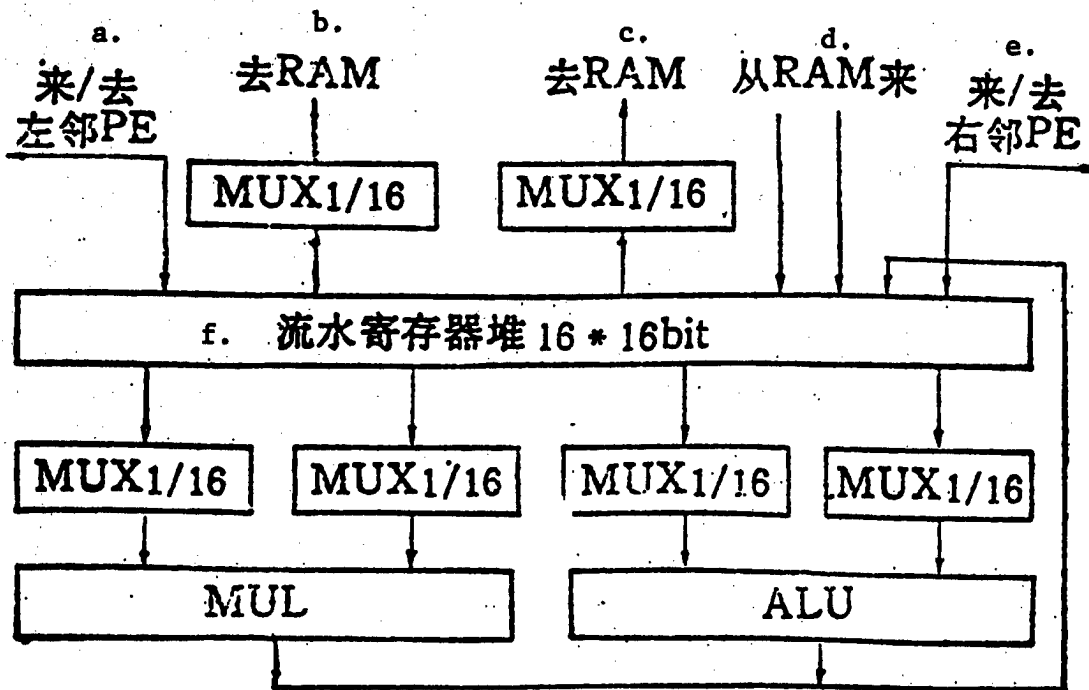 a.
来/去
左邻PE
b.
去RAM
c.
去RAM
d.
从RAM来
e.
来/去
右邻PE
MUX1/16
MUX1/16
f. 流水寄存器堆 16 * 16bit
MUX1/16
MUX1/16
MUX1/16
MUX1/16
MUL
ALU